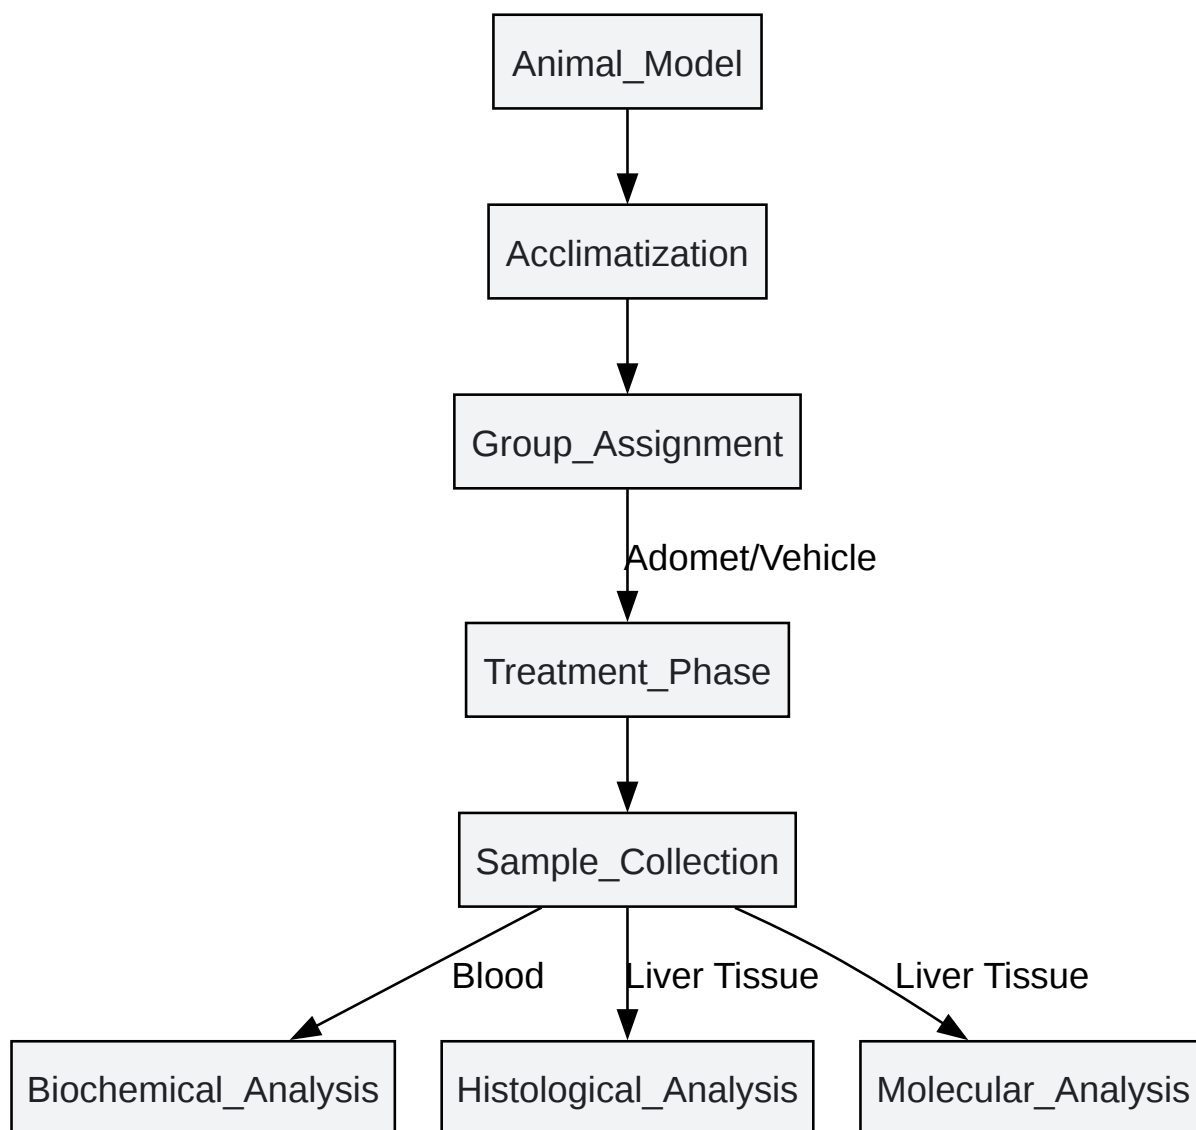 Animal_Model
Acclimatization
Group_Assignment
Adomet/Vehicle
Treatment_Phase
Sample_Collection
Blood
Liver Tissue
Liver Tissue
Biochemical_Analysis
Histological_Analysis
Molecular_Analysis